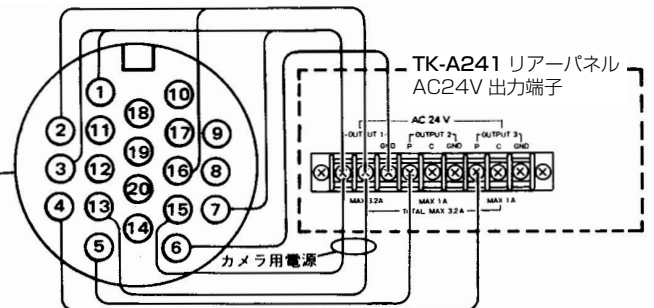 TK-A241 リアーパネル
AC24V 出力端子
AC 24 V
OUTPUT 1
OUTPUT 2
OUTPUT 3
GND P C GND P C GND
MAX 3.2A
MAX 1A
MAX 1A
TOTAL MAX 3.2A
カメラ用電源
1
10
18
2
11
17
9
19
3
12
16
8
20
4
13
15
7
14
5
6